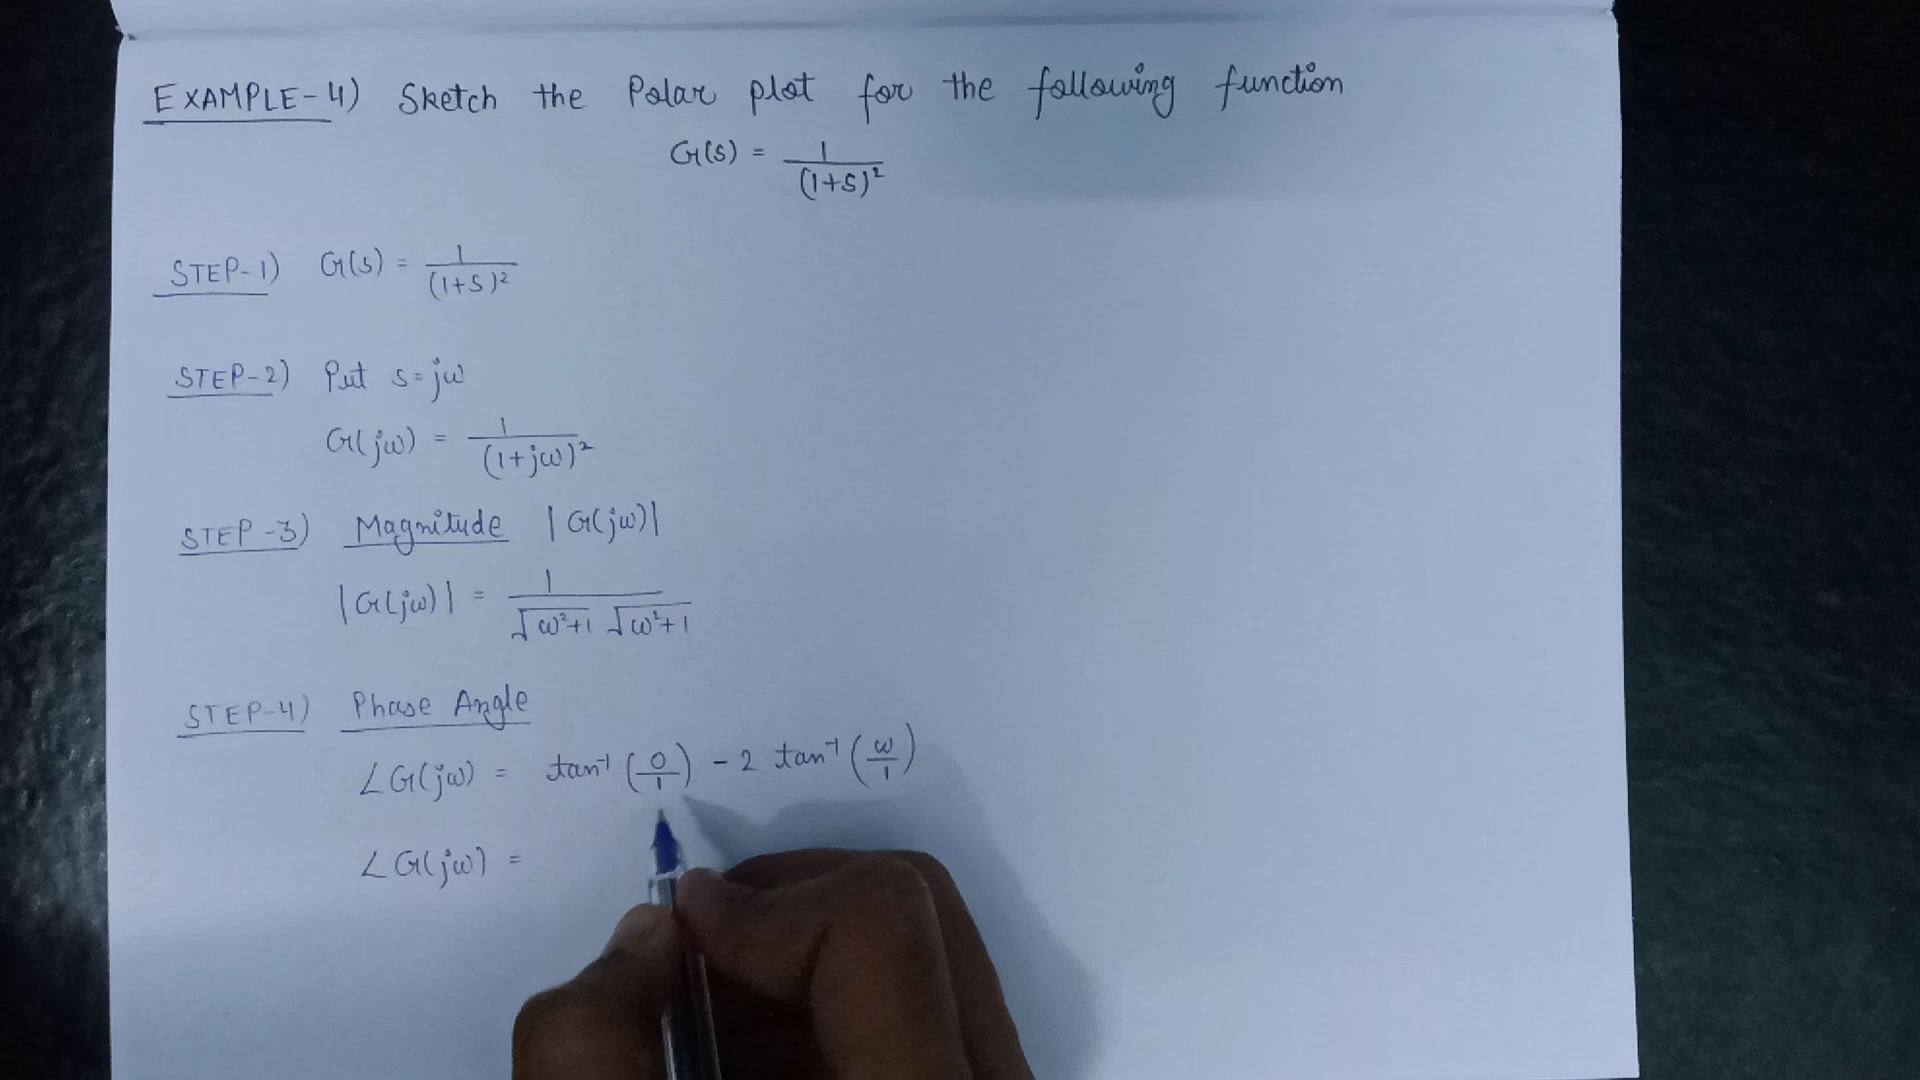 EXAMPLE-4) Sketch the Polar plot for the following function
G(s) = 1/(1+s)²
STEP-1) G(s) = 1/(1+s)²
STEP-2) Put s=jω
G(jω) = 1/(1+jω)²
STEP-3) Magnitude |G(jω)|
|G(jω)| = 1/(√ω²+1 √ω²+1)
STEP-4) Phase Angle
∠G(jω) = tan⁻¹(0/1) - 2 tan⁻¹(ω/1)
∠G(jω) =